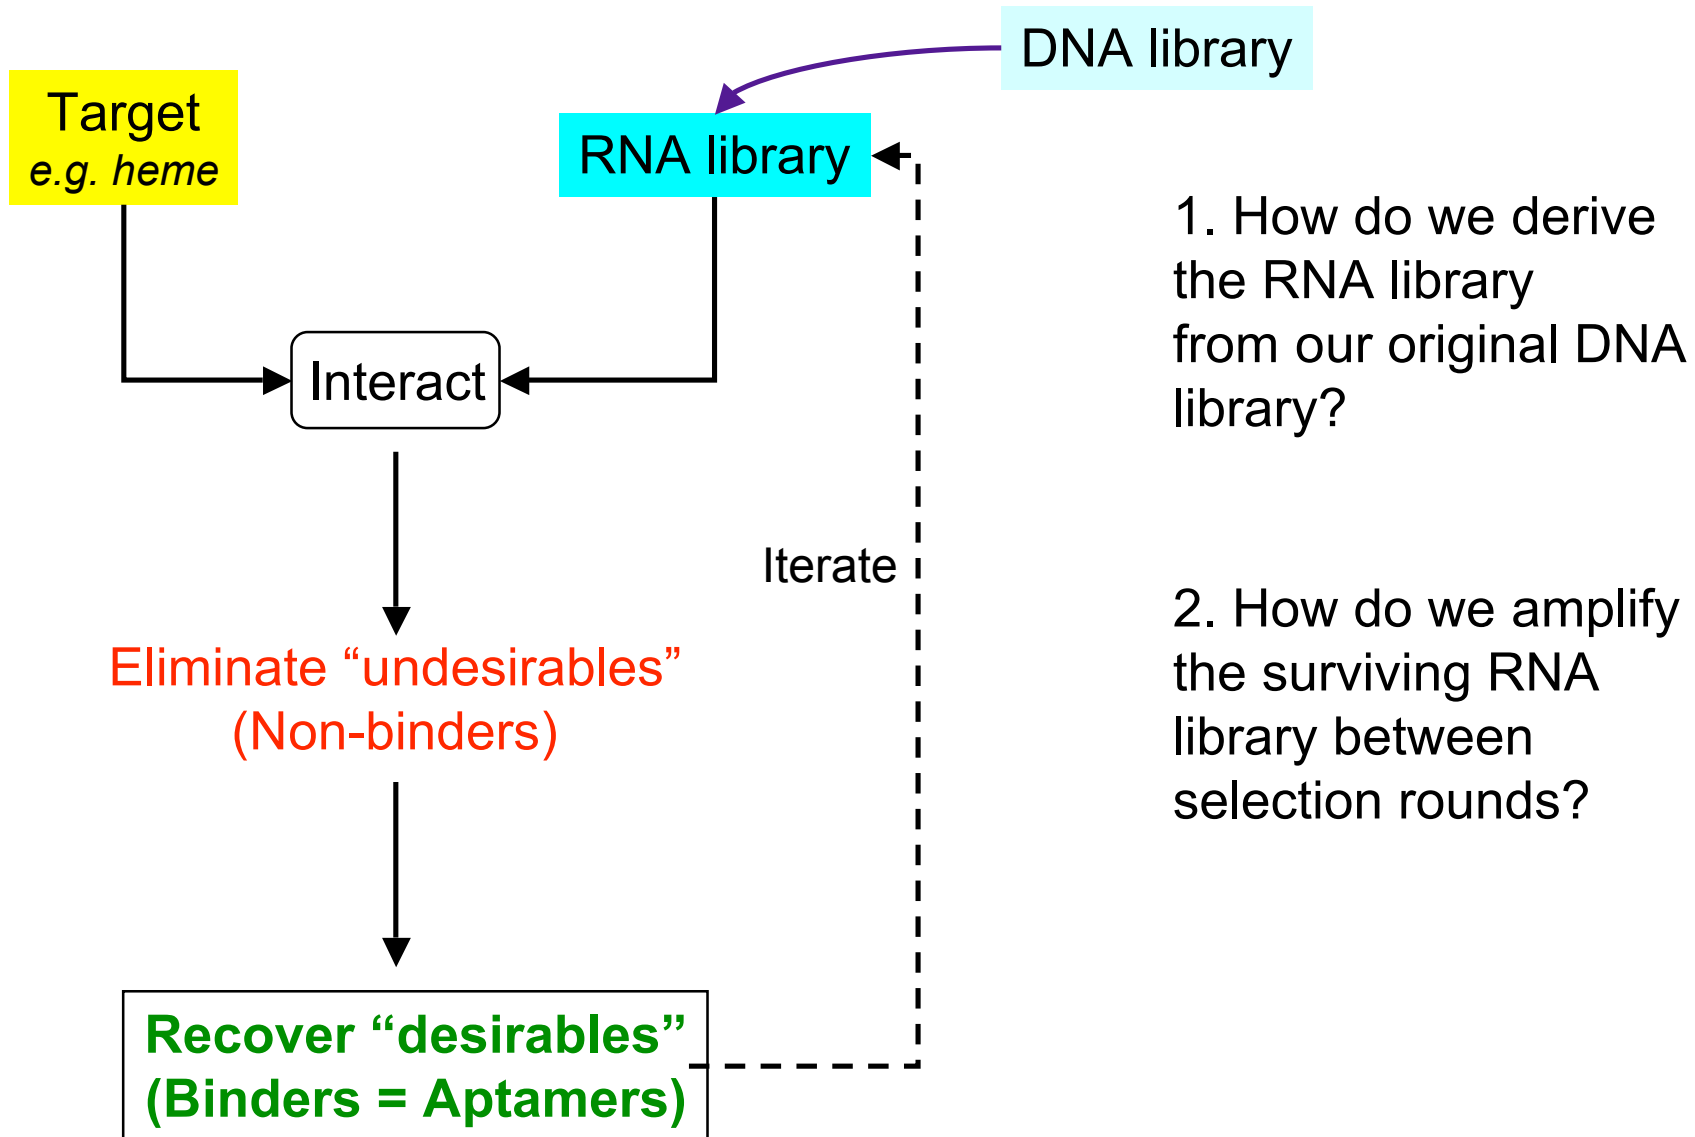 DNA library
Target
e.g. heme
RNA library
Interact
Iterate
Eliminate “undesirables”
(Non-binders)
Recover “desirables”
(Binders = Aptamers)
1. How do we derive
the RNA library
from our original DNA
library?
2. How do we amplify
the surviving RNA
library between
selection rounds?